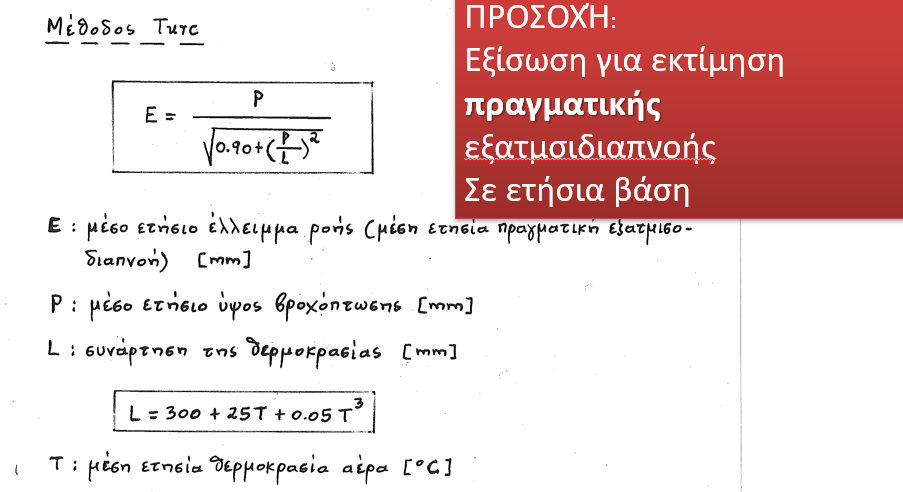 Μέθοδος Turc
ΠΡΟΣΟΧΉ:
Εξίσωση για εκτίμηση
πραγματικής
εξατμσιδιαπνοής
Σε ετήσια βάση
E = P / √0.90+(P/L)²
E : μέσο ετήσιο έλλειμμα ροής (μέση ετησία πραγματική εξατμισο-
διαπνοή) [mm]
P : μέσο ετήσιο ύψος βροχόπτωσης [mm]
L : συνάρτηση της θερμοκρασίας [mm]
L = 300 + 25T + 0.05 T³
T : μέση ετησία θερμοκρασία αέρα [°C]